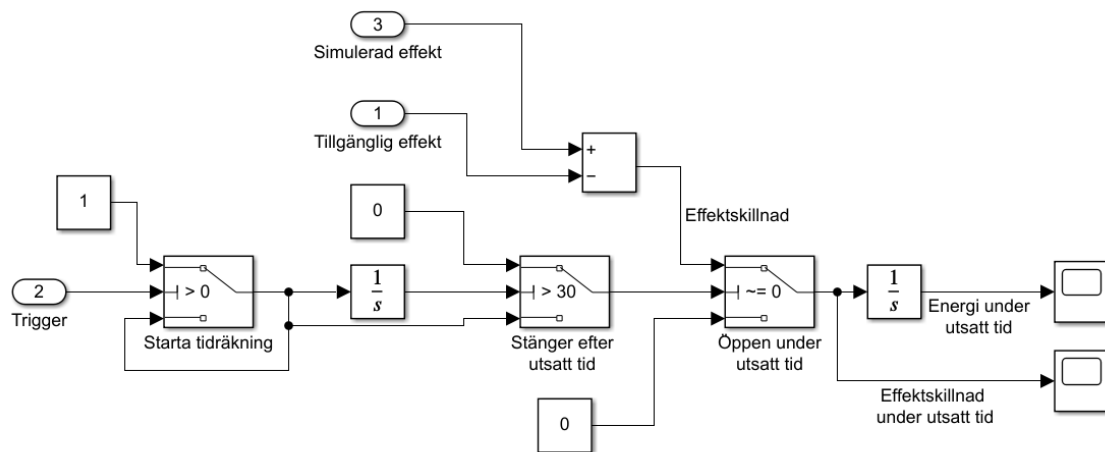 3
Simulerad effekt
1
Tillgänglig effekt
+
−
1
0
Effektskillnad
2
Trigger
> 0
Starta tidräkning
1
s
> 30
Stänger efter
utsatt tid
~= 0
Öppen under
utsatt tid
1
s
Energi under
utsatt tid
Effektskillnad
under utsatt tid
0